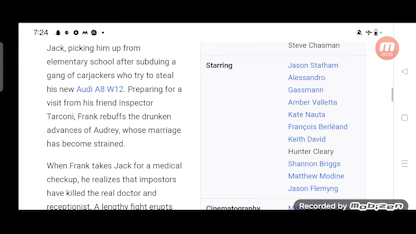 7:24
Jack, picking him up from
elementary school after subduing a
gang of carjackers who try to steal
his new Audi A8 W12. Preparing for a
visit from his friend Inspector
Tarconi, Frank rebuffs the drunken
advances of Audrey, whose marriage
has become strained.
When Frank takes Jack for a medical
checkup, he realizes that impostors
have killed the real doctor and
receptionist. A lengthy fight erupts
Steve Chasman
Starring
Jason Statham
Alessandro
Gassmann
Amber Valletta
Kate Nauta
François Berléand
Keith David
Hunter Cleary
Shannon Briggs
Matthew Modine
Jason Flemyng
Cinematography
Recorded by Mobizen